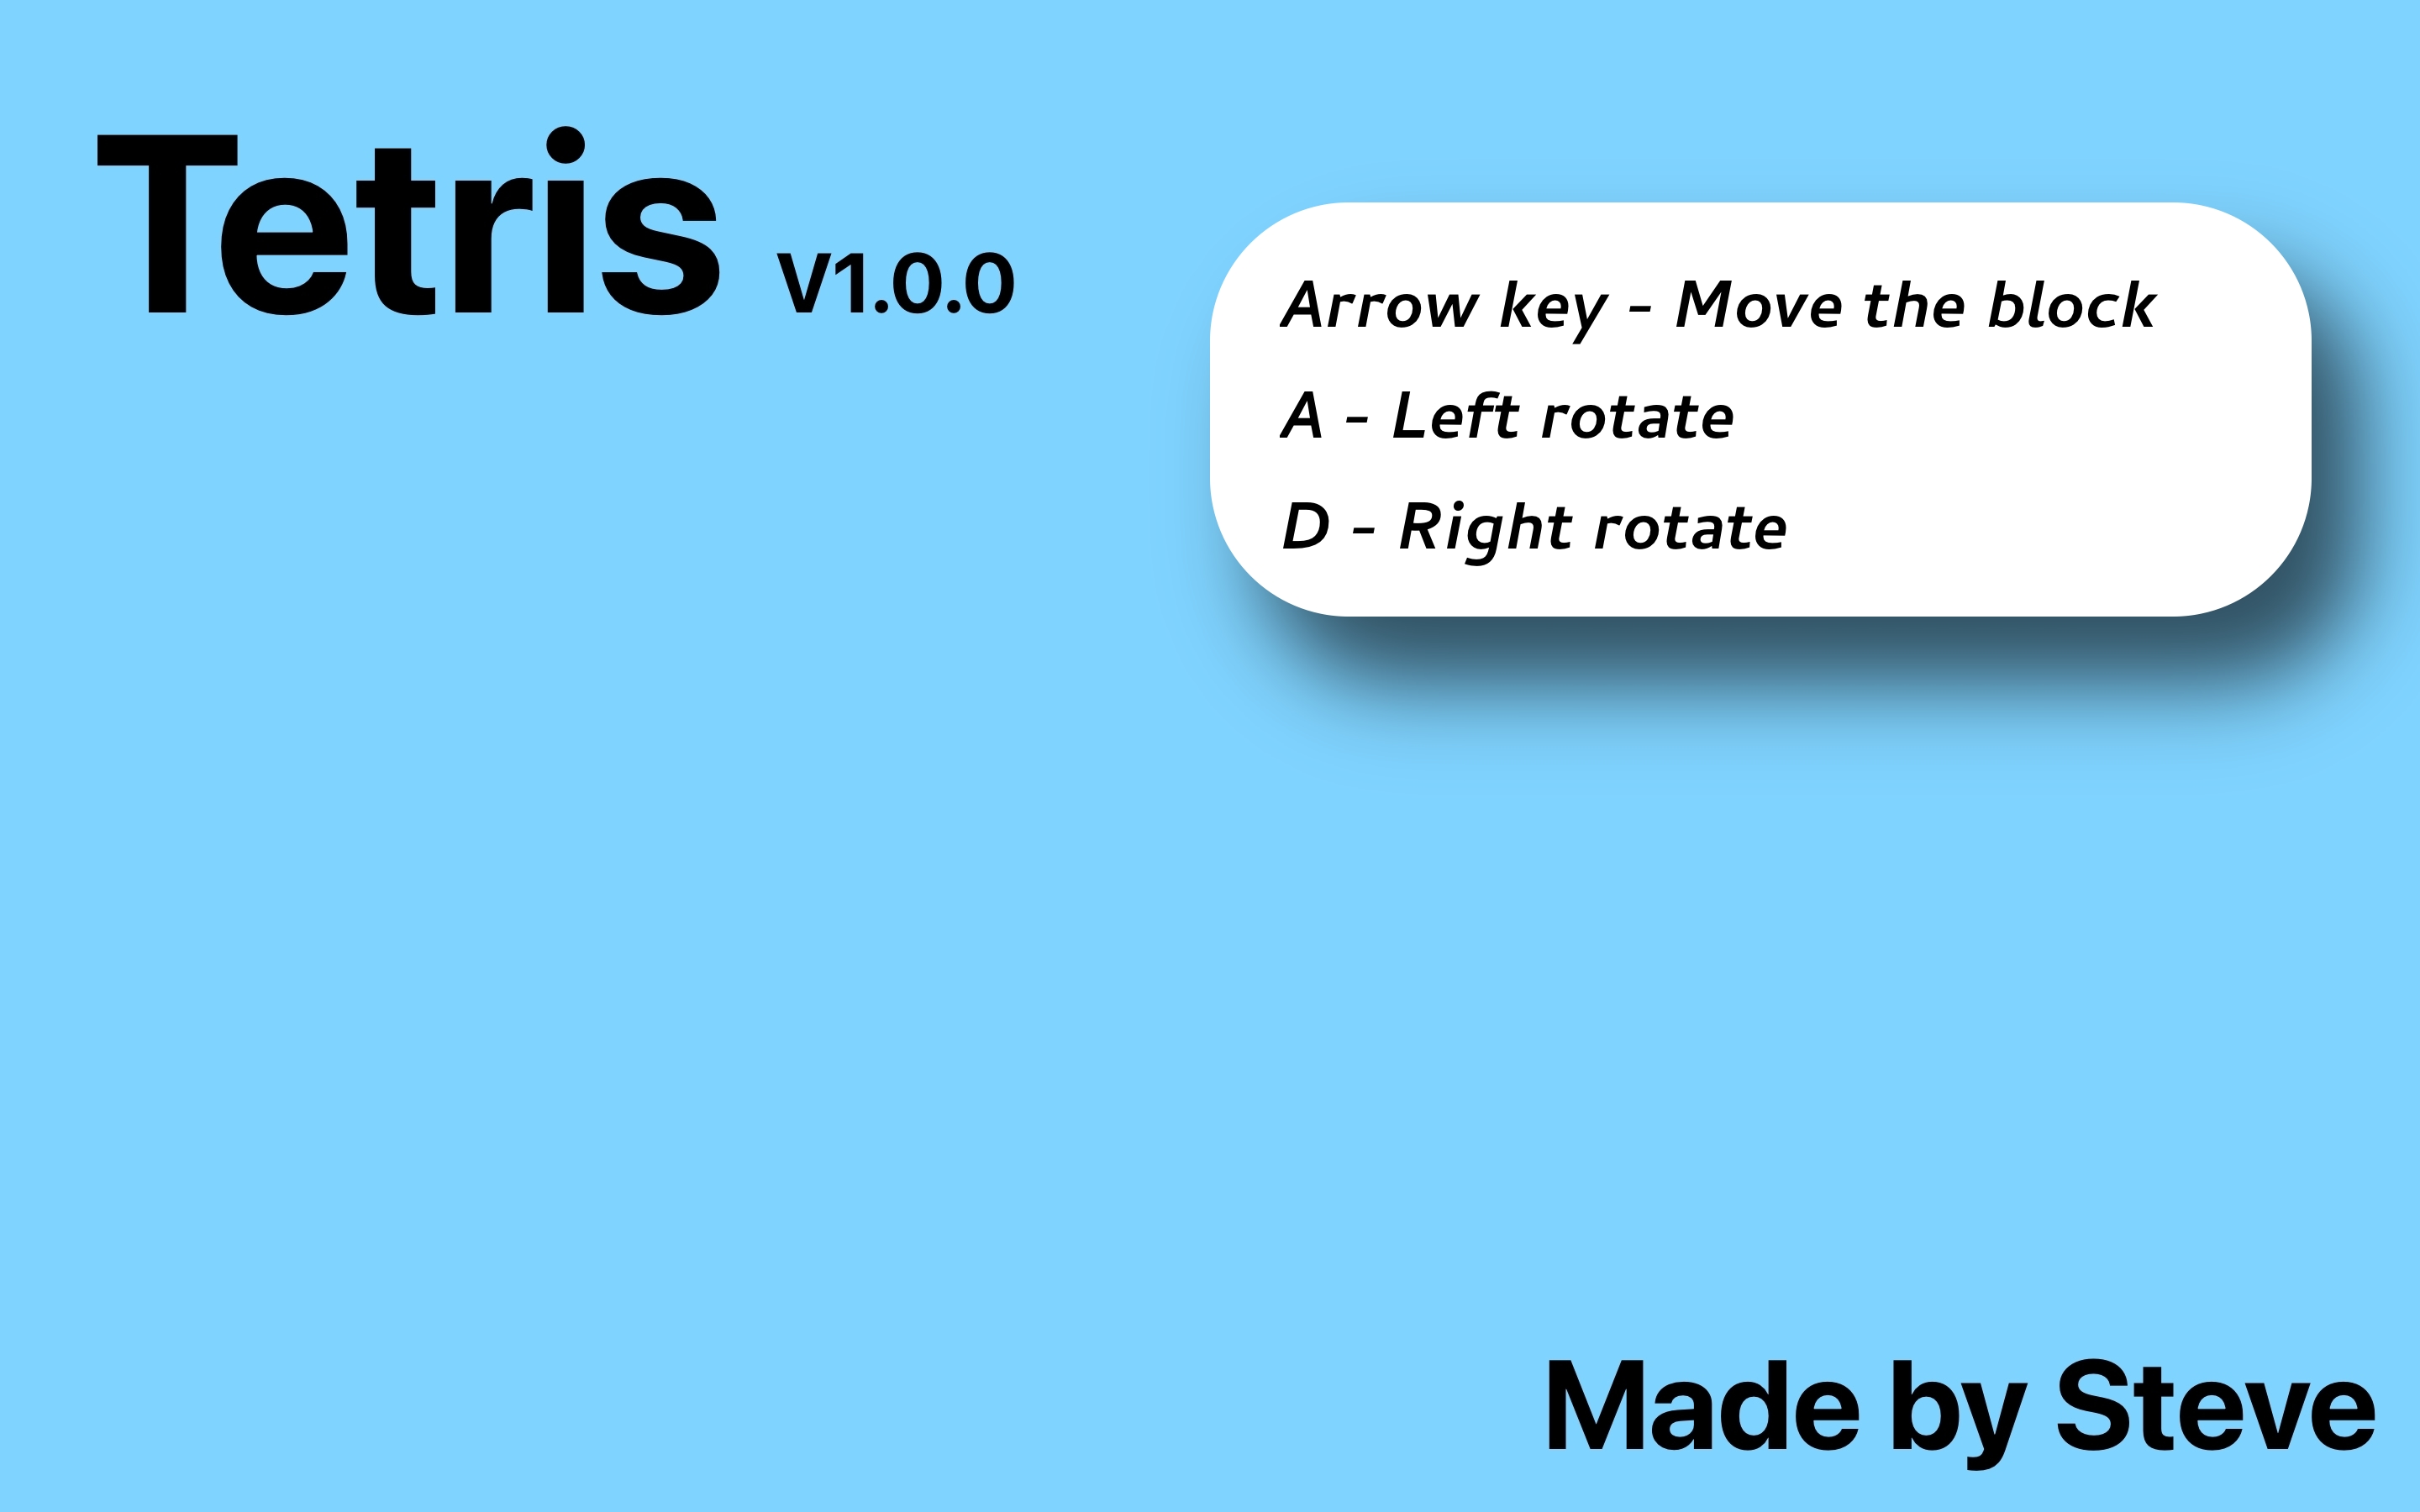 Tetris V1.0.0
Arrow key - Move the block
A - Left rotate
D - Right rotate
Made by Steve